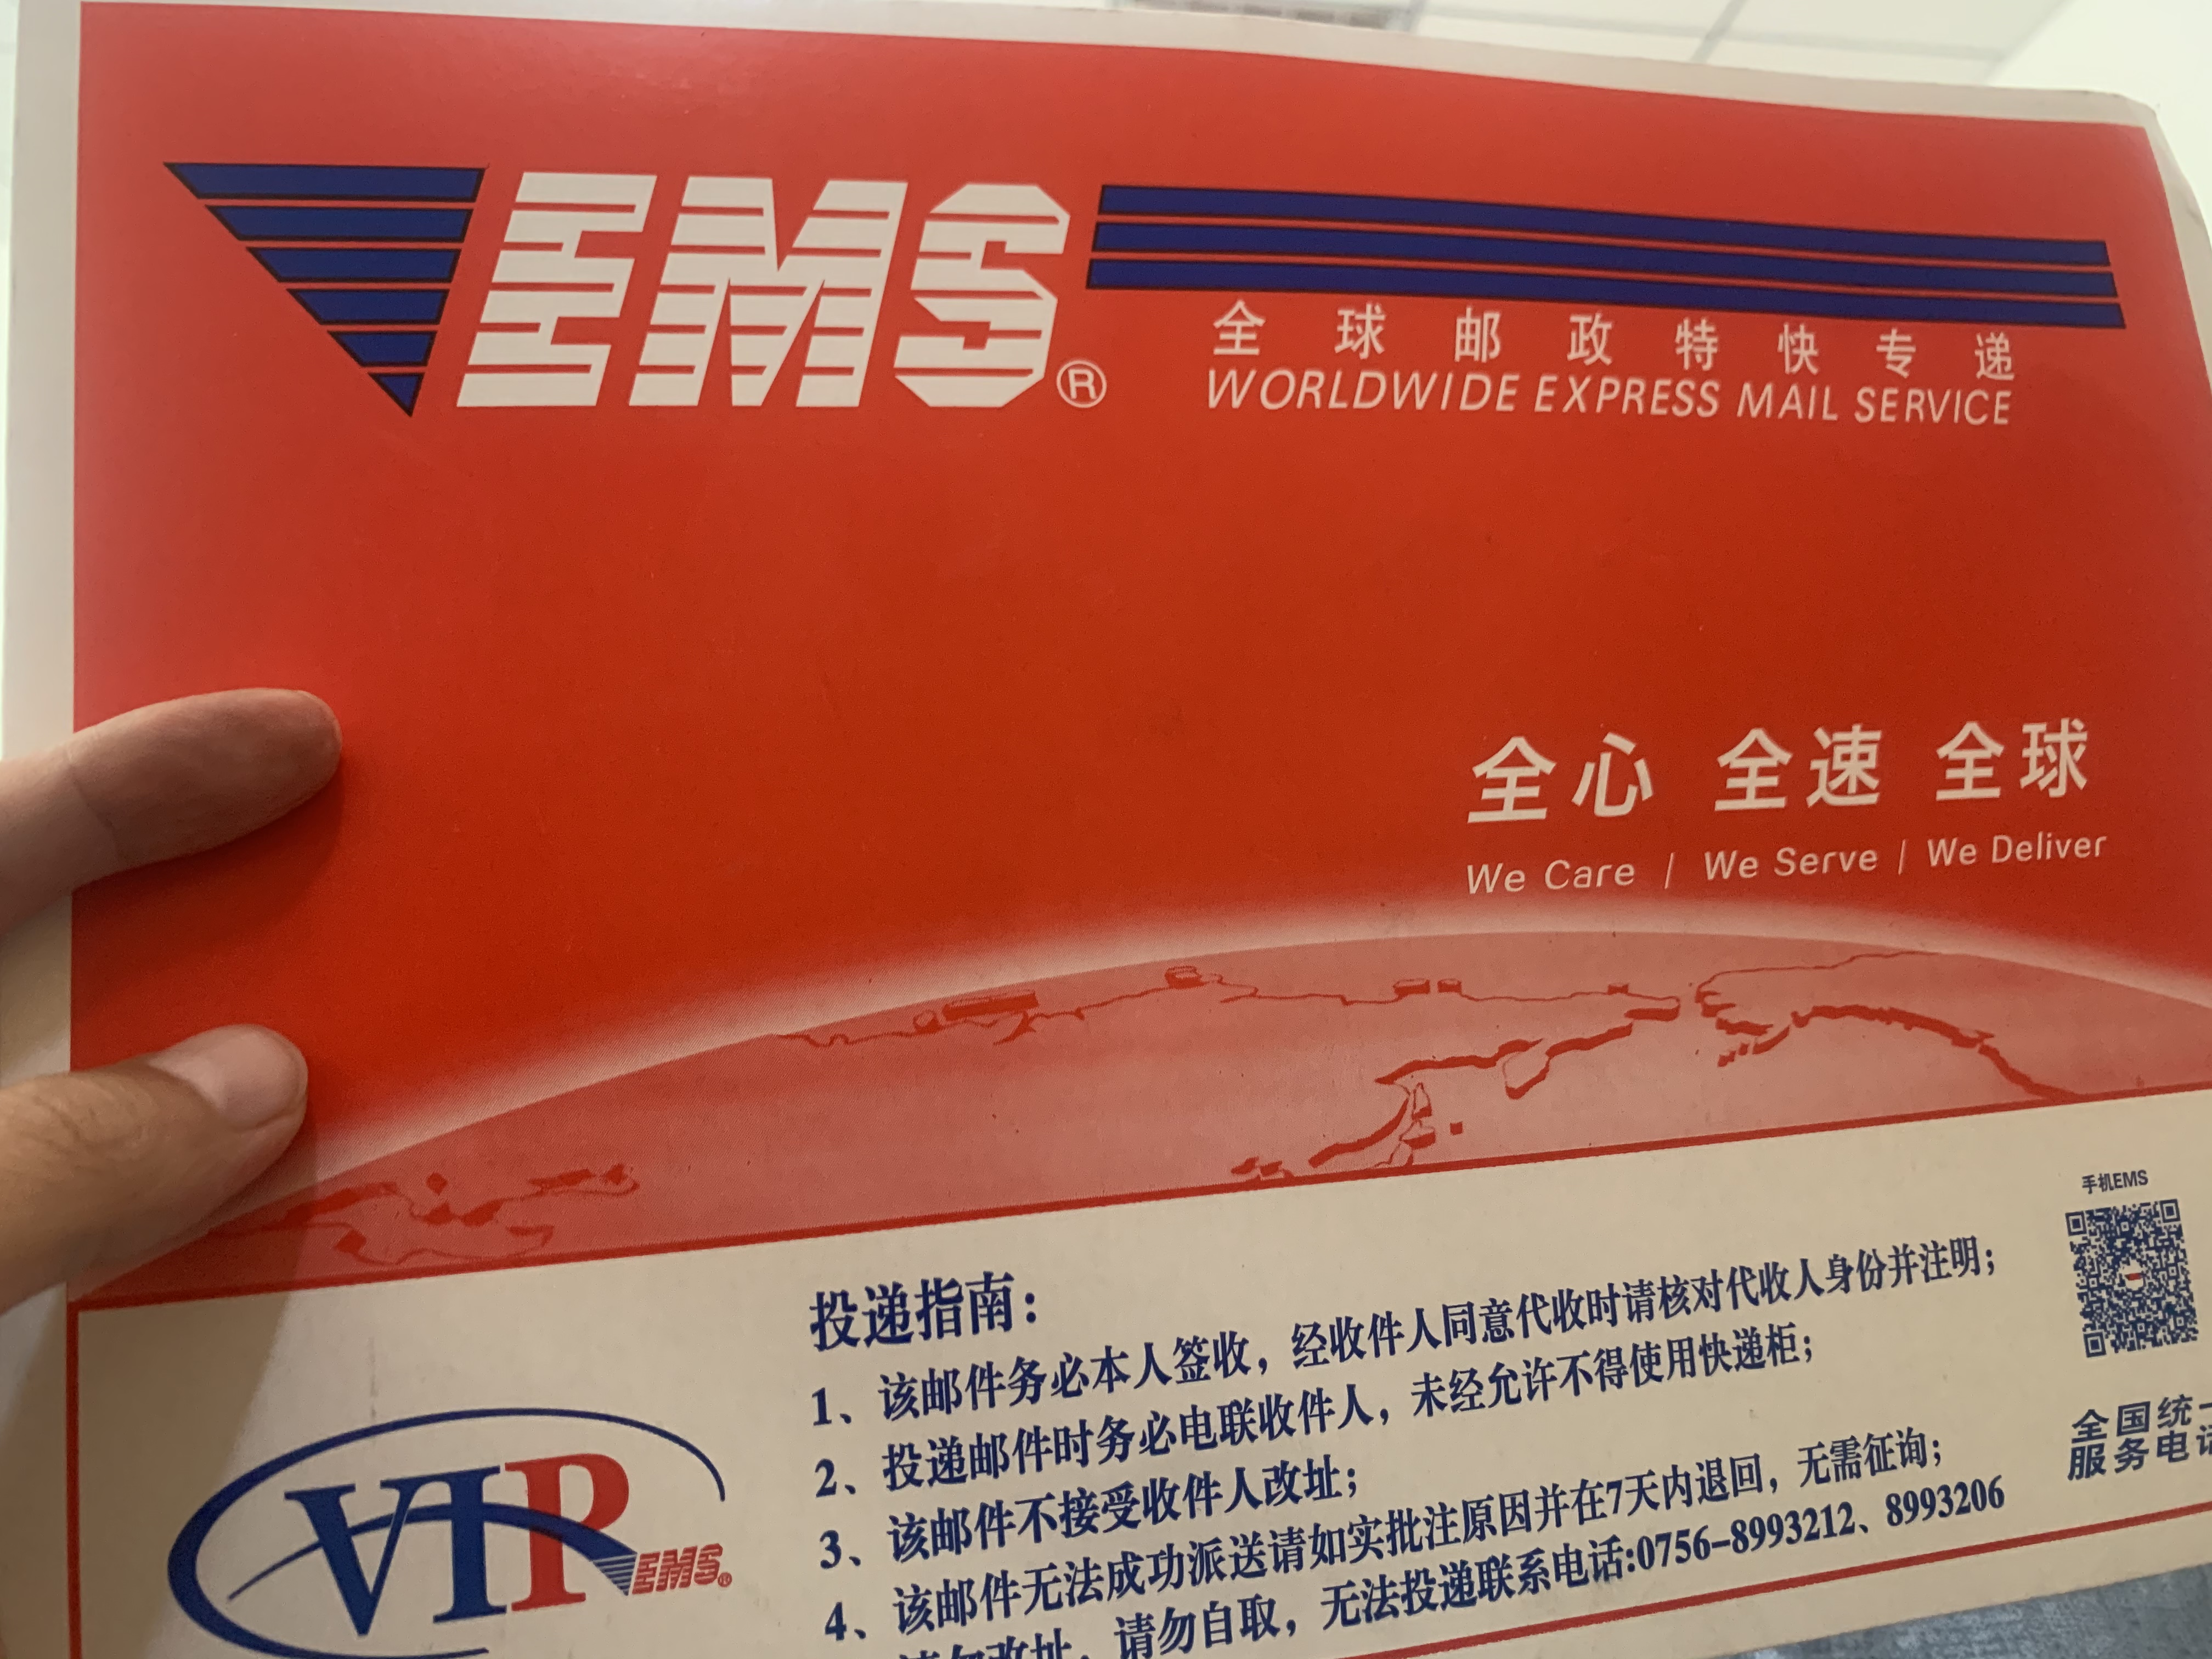 EMS®
全球邮政特快专递
WORLDWIDE EXPRESS MAIL SERVICE
全心 全速 全球
We Care / We Serve / We Deliver
手机EMS
投递指南：
1、该邮件务必本人签收，经收件人同意代收时请核对代收人身份并注明；
2、投递邮件时务必电联收件人，未经允许不得使用快递柜；
3、该邮件不接受收件人改址；
4、该邮件无法成功派送请如实批注原因并在7天内退回，无需征询；
请勿改址，请勿自取，无法投递联系电话:0756-8993212、8993206
全国统一
服务电话
VIP
EMS®